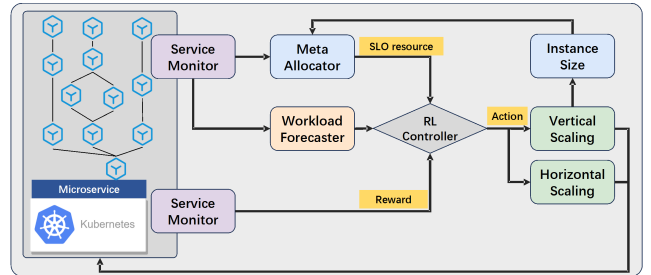 Service
Monitor
Meta
Allocator
SLO resource
Instance
Size
Workload
Forecaster
RL
Controller
Action
Vertical
Scaling
Horizontal
Scaling
Microservice
Kubernetes
Service
Monitor
Reward